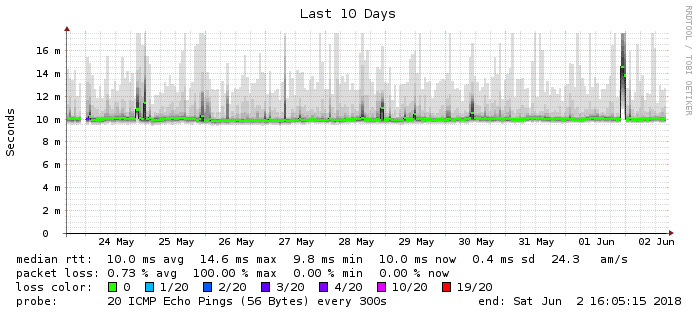 Last 10 Days
RRDTOOL / TOBI OETIKER
Seconds
16 m
14 m
12 m
10 m
8 m
6 m
4 m
2 m
0
24 May 25 May 26 May 27 May 28 May 29 May 30 May 31 May 01 Jun 02 Jun
median rtt: 10.0 ms avg 14.6 ms max 9.8 ms min 10.0 ms now 0.4 ms sd 24.3 am/s
packet loss: 0.73 % avg 100.00 % max 0.00 % min 0.00 % now
loss color: 0 1/20 2/20 3/20 4/20 10/20 19/20
probe: 20 ICMP Echo Pings (56 Bytes) every 300s end: Sat Jun 2 16:05:15 2018